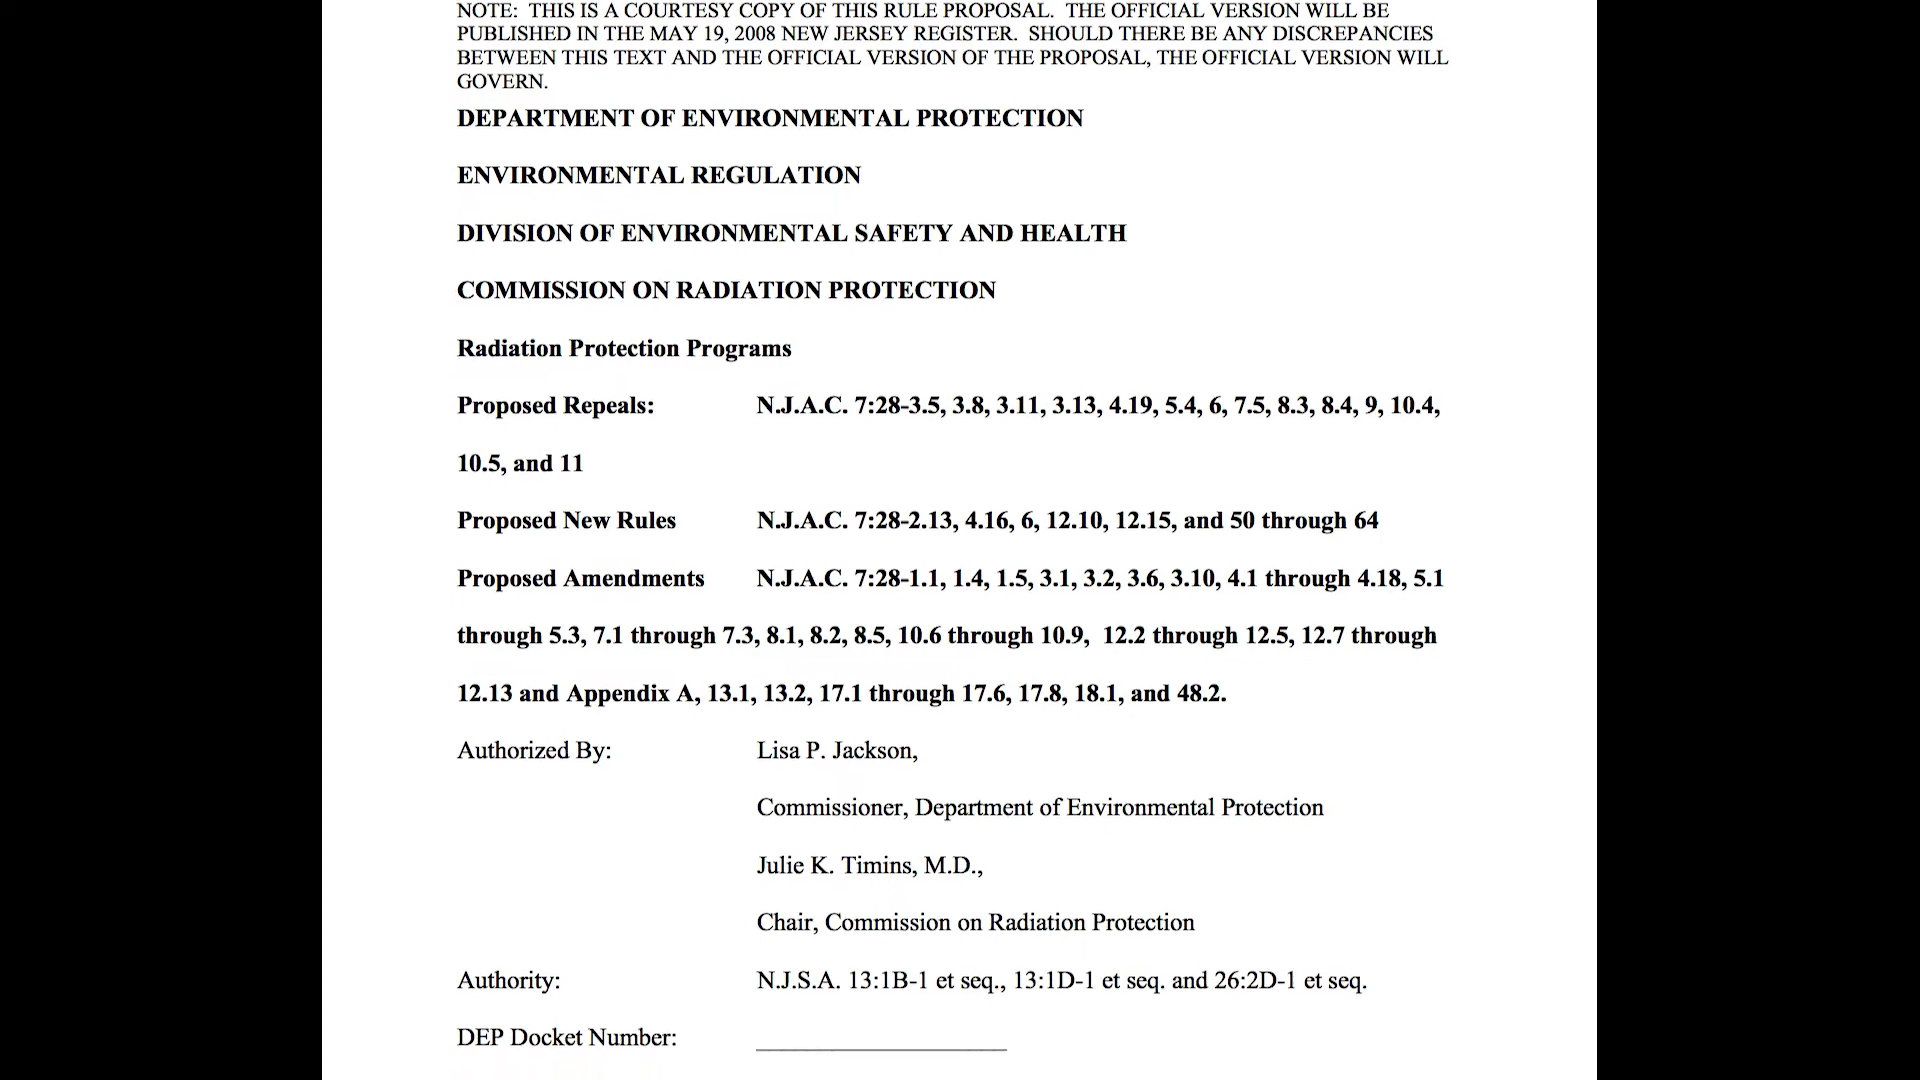 NOTE:  THIS IS A COURTESY COPY OF THIS RULE PROPOSAL.  THE OFFICIAL VERSION WILL BE
PUBLISHED IN THE MAY 19, 2008 NEW JERSEY REGISTER.  SHOULD THERE BE ANY DISCREPANCIES
BETWEEN THIS TEXT AND THE OFFICIAL VERSION OF THE PROPOSAL, THE OFFICIAL VERSION WILL
GOVERN.
DEPARTMENT OF ENVIRONMENTAL PROTECTION
ENVIRONMENTAL REGULATION
DIVISION OF ENVIRONMENTAL SAFETY AND HEALTH
COMMISSION ON RADIATION PROTECTION
Radiation Protection Programs
Proposed Repeals: N.J.A.C. 7:28-3.5, 3.8, 3.11, 3.13, 4.19, 5.4, 6, 7.5, 8.3, 8.4, 9, 10.4,
10.5, and 11
Proposed New Rules N.J.A.C. 7:28-2.13, 4.16, 6, 12.10, 12.15, and 50 through 64
Proposed Amendments N.J.A.C. 7:28-1.1, 1.4, 1.5, 3.1, 3.2, 3.6, 3.10, 4.1 through 4.18, 5.1
through 5.3, 7.1 through 7.3, 8.1, 8.2, 8.5, 10.6 through 10.9,  12.2 through 12.5, 12.7 through
12.13 and Appendix A, 13.1, 13.2, 17.1 through 17.6, 17.8, 18.1, and 48.2.
Authorized By: Lisa P. Jackson,
Commissioner, Department of Environmental Protection
Julie K. Timins, M.D.,
Chair, Commission on Radiation Protection
Authority: N.J.S.A. 13:1B-1 et seq., 13:1D-1 et seq. and 26:2D-1 et seq.
DEP Docket Number: ____________________